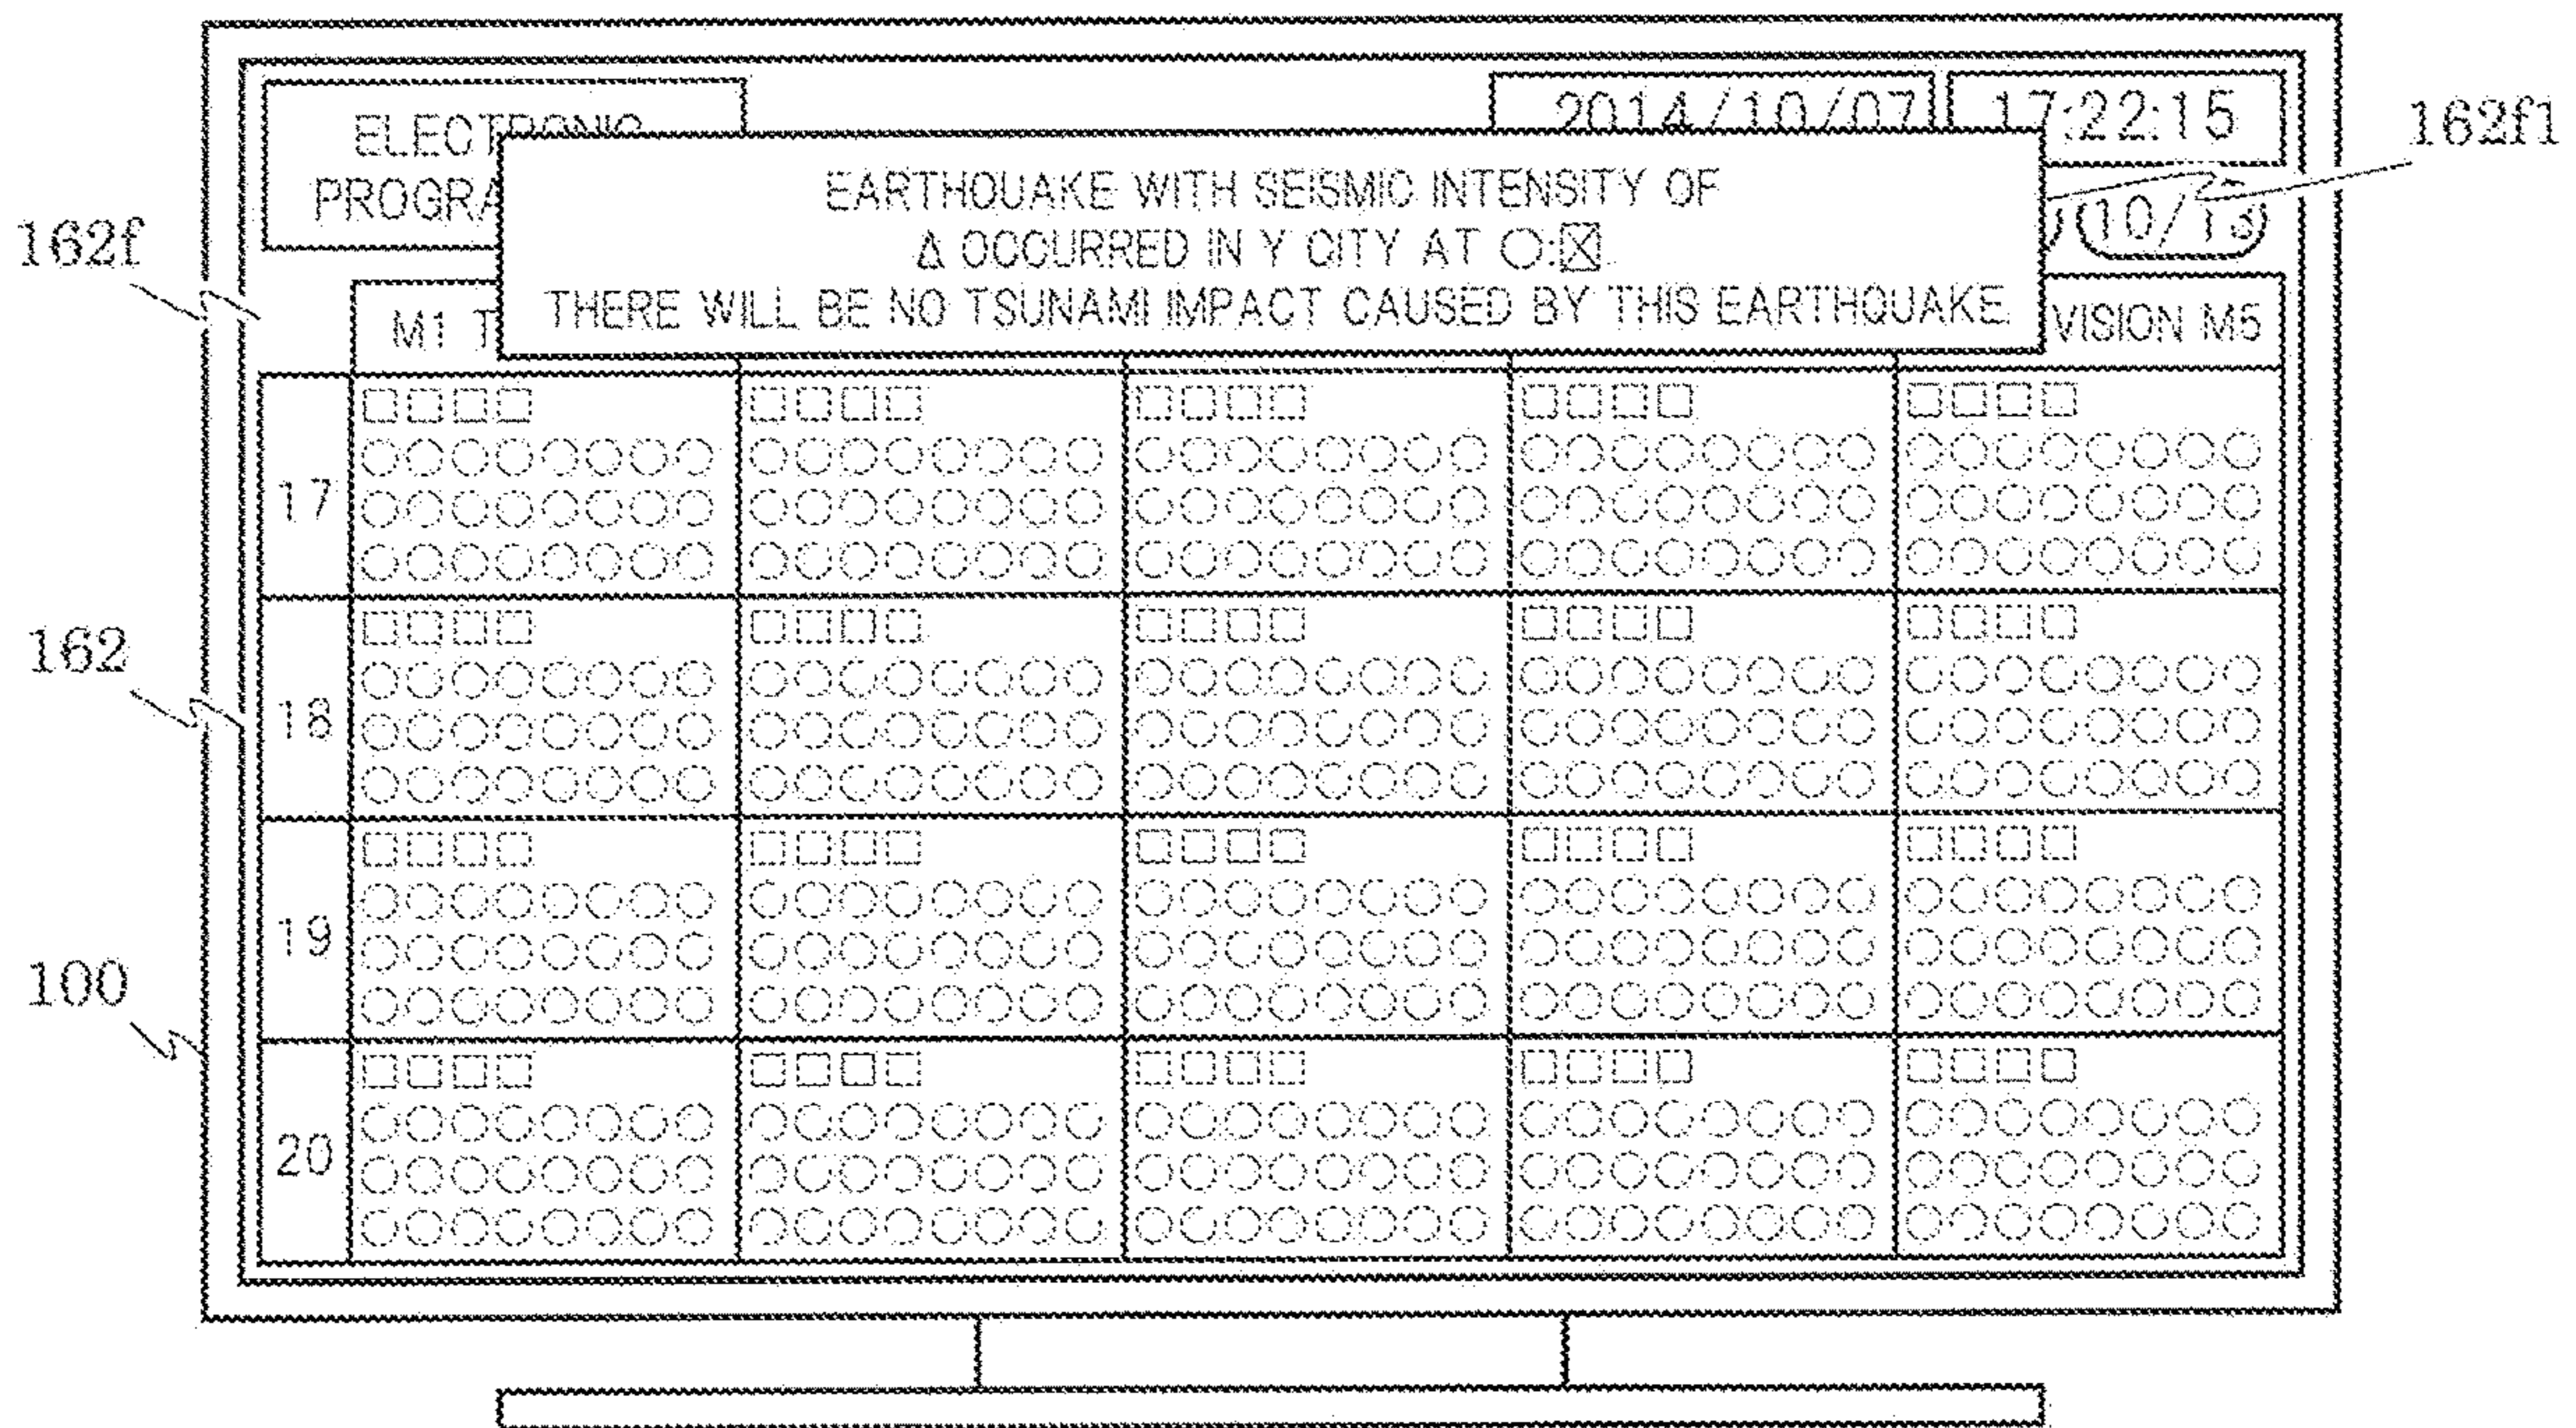 2014/10/07 17:22:15
162f1
ELECTRONIC
PROGRA
EARTHQUAKE WITH SEISMIC INTENSITY OF
Δ OCCURRED IN Y CITY AT ○:☒
THERE WILL BE NO TSUNAMI IMPACT CAUSED BY THIS EARTHQUAKE
10/13
162f
M1 T
VISION M5
□□□□ □□□□ □□□□ □□□□ □□□□
○○○○○○○○ ○○○○○○○○ ○○○○○○○○ ○○○○○○○○ ○○○○○○○○
17 ○○○○○○○○ ○○○○○○○○ ○○○○○○○○ ○○○○○○○○ ○○○○○○○○
○○○○○○○○ ○○○○○○○○ ○○○○○○○○ ○○○○○○○○ ○○○○○○○○
□□□□ □□□□ □□□□ □□□□ □□□□
162
○○○○○○○○ ○○○○○○○○ ○○○○○○○○ ○○○○○○○○ ○○○○○○○○
18 ○○○○○○○○ ○○○○○○○○ ○○○○○○○○ ○○○○○○○○ ○○○○○○○○
○○○○○○○○ ○○○○○○○○ ○○○○○○○○ ○○○○○○○○ ○○○○○○○○
□□□□ □□□□ □□□□ □□□□ □□□□
○○○○○○○○ ○○○○○○○○ ○○○○○○○○ ○○○○○○○○ ○○○○○○○○
19 ○○○○○○○○ ○○○○○○○○ ○○○○○○○○ ○○○○○○○○ ○○○○○○○○
○○○○○○○○ ○○○○○○○○ ○○○○○○○○ ○○○○○○○○ ○○○○○○○○
100
□□□□ □□□□ □□□□ □□□□ □□□□
○○○○○○○○ ○○○○○○○○ ○○○○○○○○ ○○○○○○○○ ○○○○○○○○
20 ○○○○○○○○ ○○○○○○○○ ○○○○○○○○ ○○○○○○○○ ○○○○○○○○
○○○○○○○○ ○○○○○○○○ ○○○○○○○○ ○○○○○○○○ ○○○○○○○○